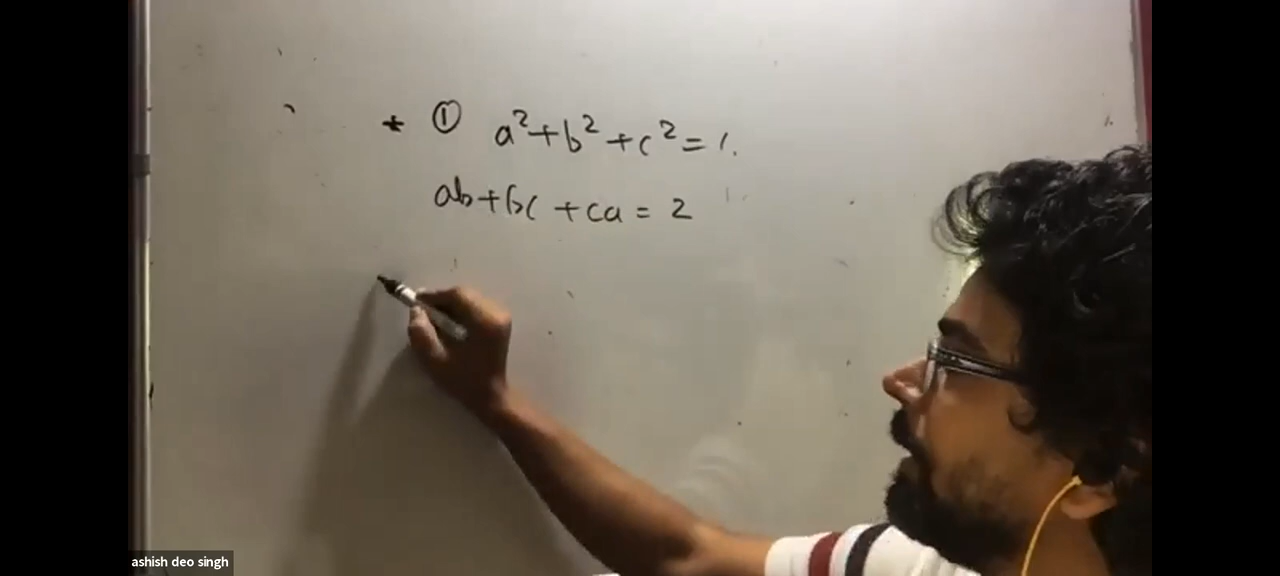 * ① a²+b²+c²=1.
ab+bc+ca=2
ashish deo singh